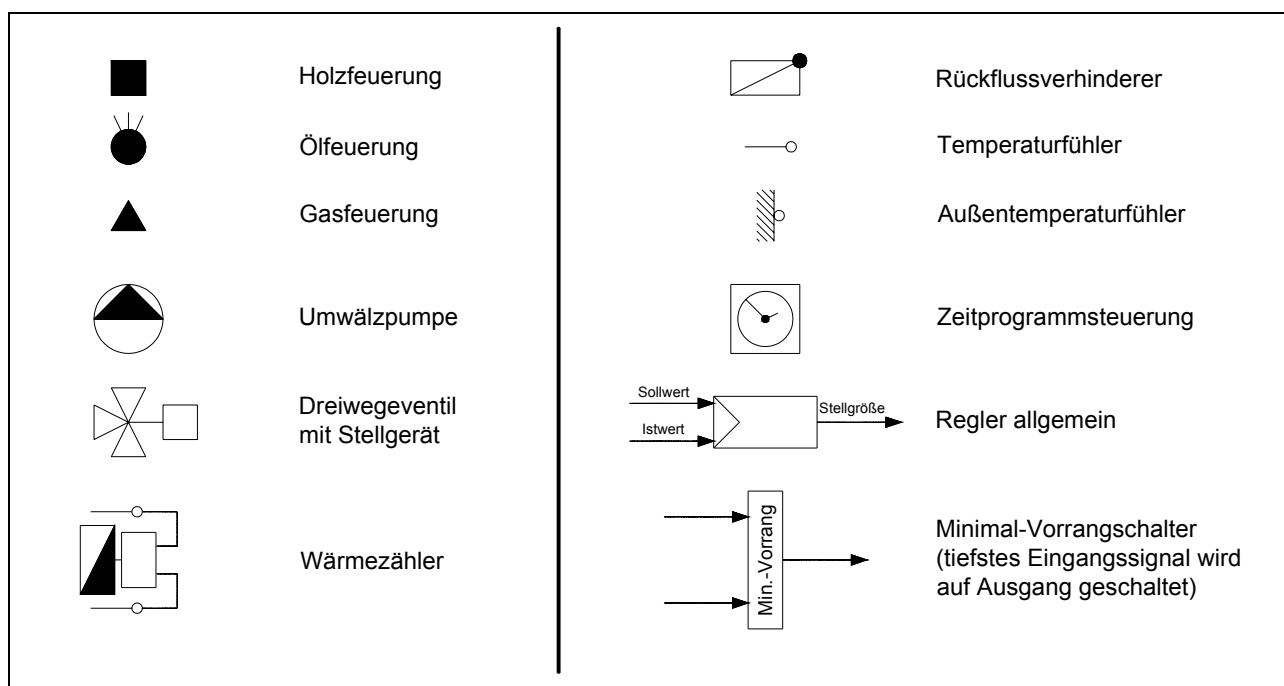 Holzfeuerung
Ölfeuerung
Gasfeuerung
Umwälzpumpe
Dreiwegeventil
mit Stellgerät
Wärmezähler
Rückflussverhinderer
Temperaturfühler
Außentemperaturfühler
Zeitprogrammsteuerung
Sollwert
Istwert
Stellgröße
Regler allgemein
Min.-Vorrang
Minimal-Vorrangschalter
(tiefstes Eingangssignal wird
auf Ausgang geschaltet)